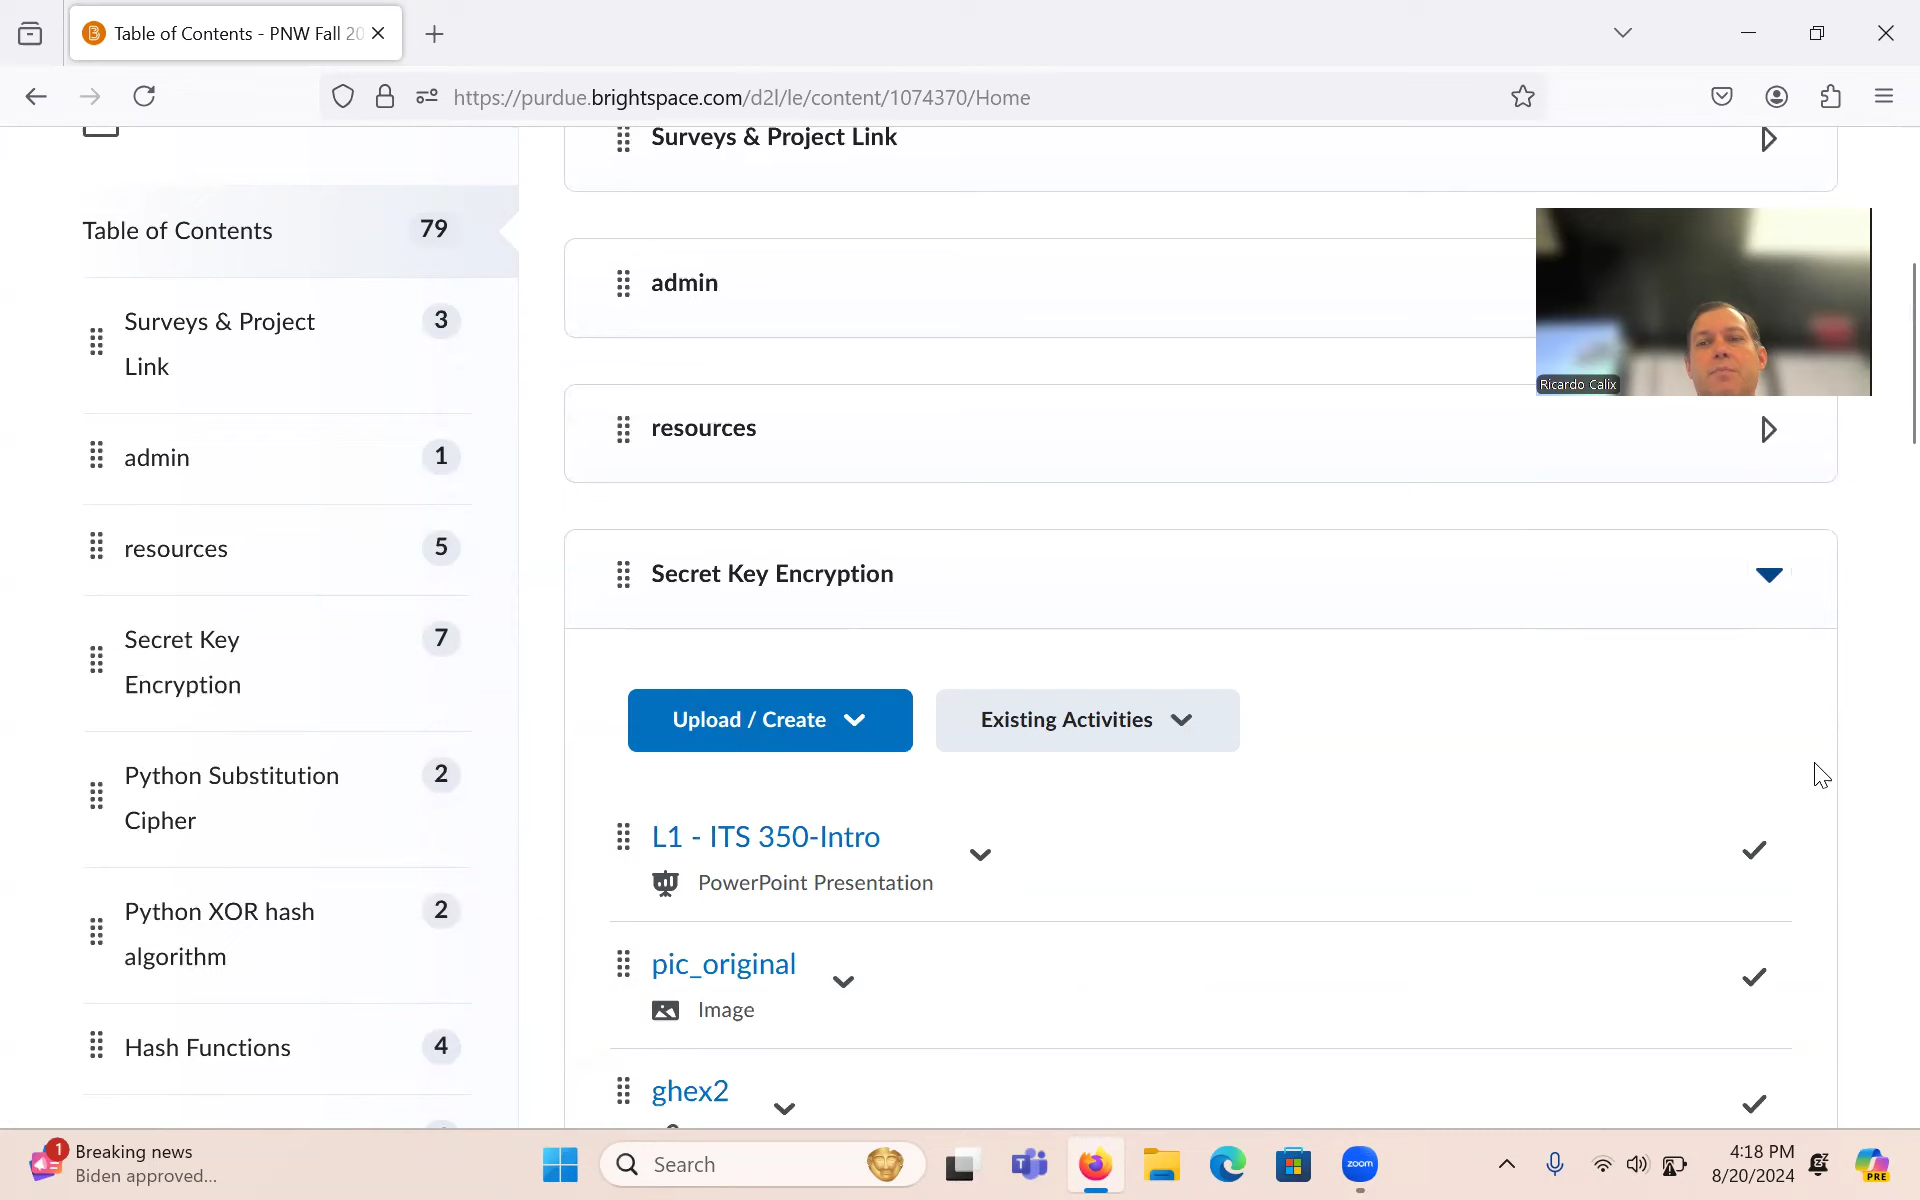 Table of Contents - PNW Fall 20
https://purdue.brightspace.com/d2l/le/content/1074370/Home
Table of Contents 79
Surveys & Project
Link
3
admin 1
resources 5
Secret Key
Encryption
7
Python Substitution
Cipher
2
Python XOR hash
algorithm
2
Hash Functions 4
Surveys & Project Link
admin
resources
Secret Key Encryption
Upload / Create
Existing Activities
L1 - ITS 350-Intro
PowerPoint Presentation
pic_original
Image
ghex2
Ricardo Calix
1
Breaking news
Biden approved...
Search
zoom
4:18 PM
8/20/2024
PRE